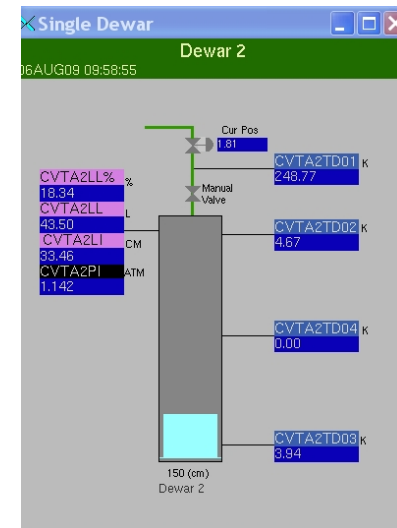 Single Dewar
Dewar 2
06AUG09 09:58:55
Cur Pos
1.81
CVTA2TD01 K
248.77
CVTA2LL% %
18.34
Manual
Valve
CVTA2LL L
43.50
CVTA2TD02 K
4.67
CVTA2LI CM
33.46
CVTA2PI ATM
1.142
CVTA2TD04 K
0.00
CVTA2TD03 K
3.94
150 (cm)
Dewar 2